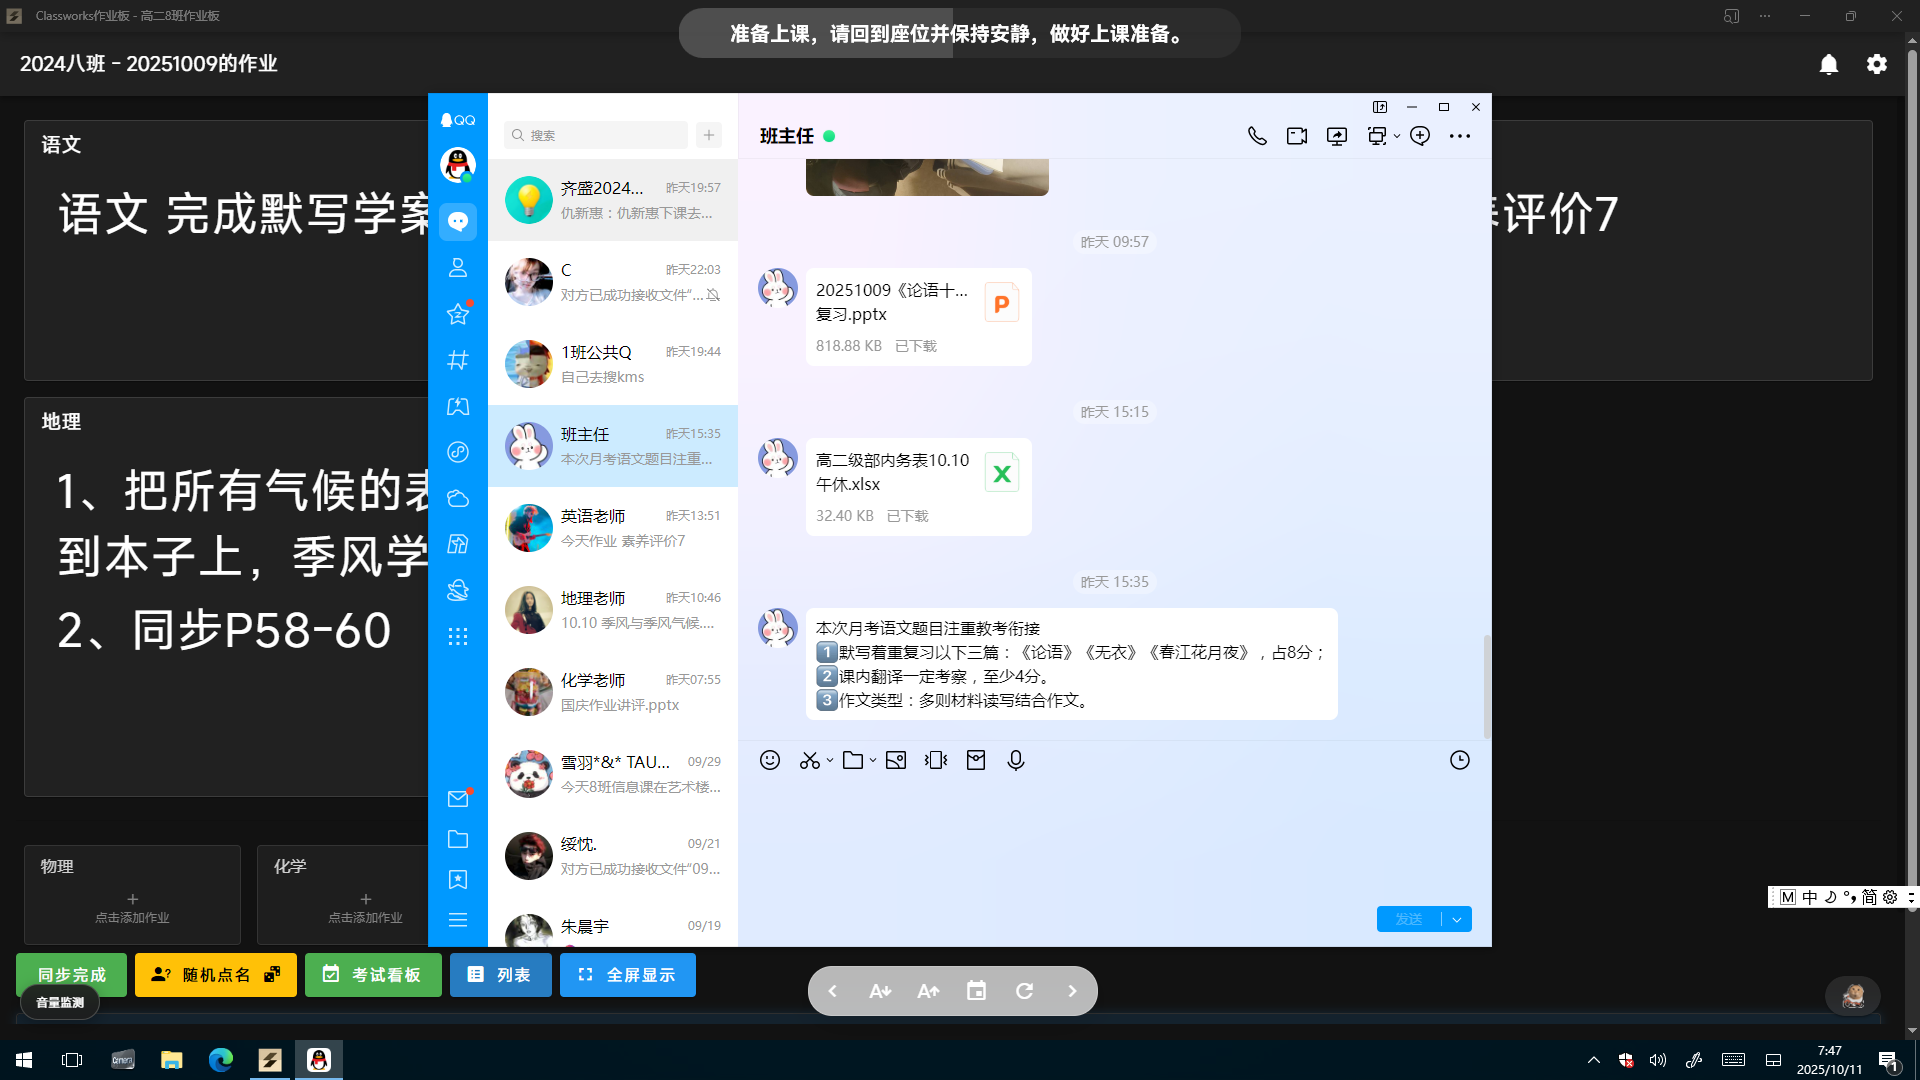 Classworks作业板 - 高二8班作业板
准备上课，请回到座位并保持安静，做好上课准备。
2024八班 - 20251009的作业
语文
语文 完成默写学案
养评价7
地理
1、把所有气候的表
到本子上，季风学
2、同步P58-60
物理
点击添加作业
化学
点击添加作业
QQ
搜索
齐盛2024... 昨天19:57
仇新惠：仇新惠下课去...
C 昨天22:03
对方已成功接收文件“...
1班公共Q 昨天19:44
自己去搜kms
班主任 昨天15:35
本次月考语文题目注重...
英语老师 昨天13:51
今天作业 素养评价7
地理老师 昨天10:46
10.10 季风与季风气候....
化学老师 昨天07:55
国庆作业讲评.pptx
雪羽*&* TAU... 09/29
今天8班信息课在艺术楼...
绥忱. 09/21
对方已成功接收文件“09...
朱晨宇 09/19
班主任
昨天 09:57
20251009《论语十...
复习.pptx
818.88 KB 已下载
昨天 15:15
高二级部内务表10.10
午休.xlsx
32.40 KB 已下载
昨天 15:35
本次月考语文题目注重教考衔接
1默写着重复习以下三篇：《论语》《无衣》《春江花月夜》，占8分；
2课内翻译一定考察，至少4分。
3作文类型：多则材料读写结合作文。
发送
M 中 简
同步完成 随机点名 考试看板 列表 全屏显示
音量监测
7:47
2025/10/11
1